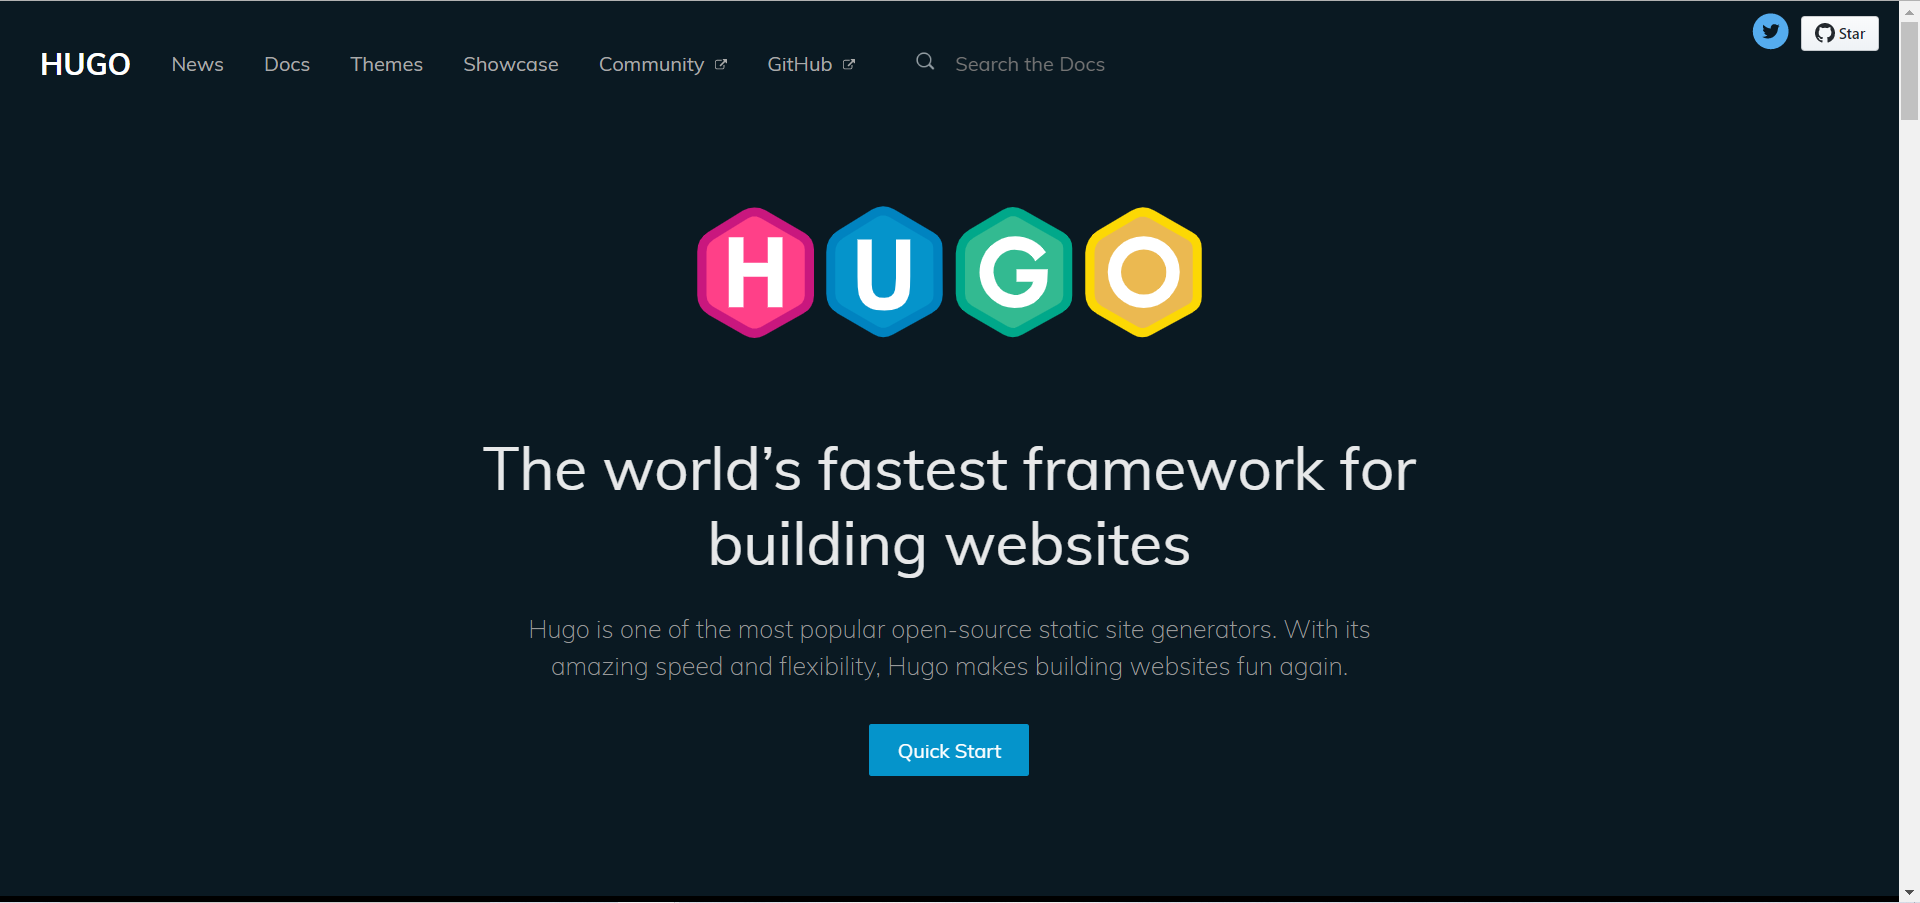 HUGO News Docs Themes Showcase Community GitHub Search the Docs
Star
HUGO
The world’s fastest framework for
building websites
Hugo is one of the most popular open-source static site generators. With its
amazing speed and flexibility, Hugo makes building websites fun again.
Quick Start